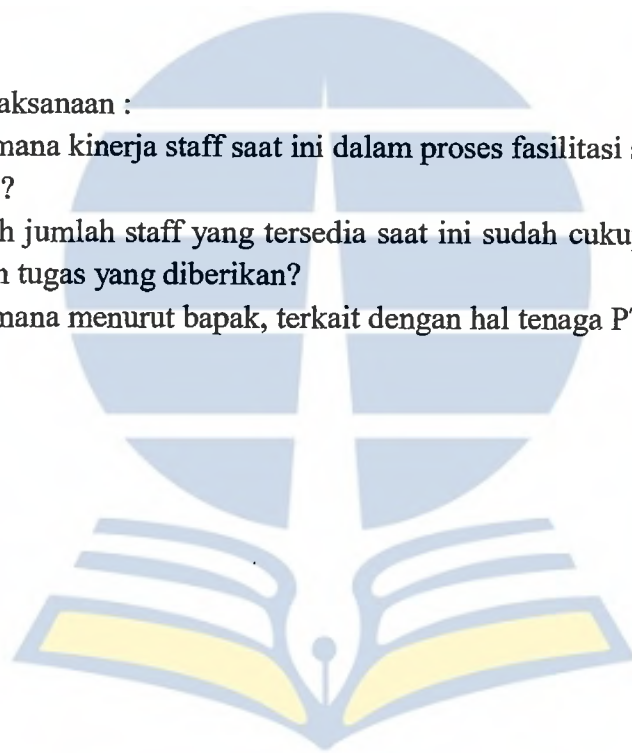 aksanaan :
mana kinerja staff saat ini dalam proses fasilitasi
?
h jumlah staff yang tersedia saat ini sudah cuku
n tugas yang diberikan?
mana menurut bapak, terkait dengan hal tenaga P